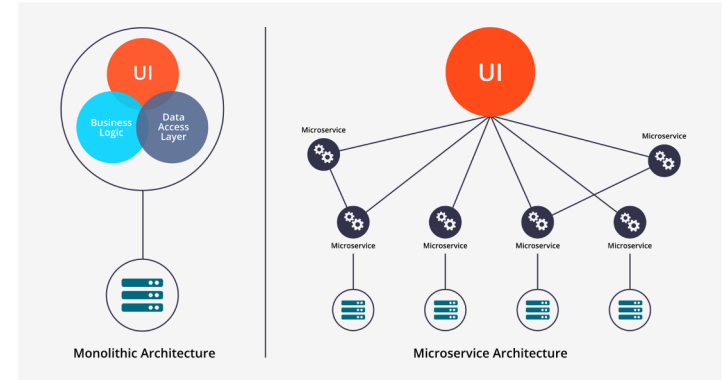 UI
Business
Logic
Data
Access
Layer
Monolithic Architecture
UI
Microservice
Microservice
Microservice
Microservice
Microservice
Microservice
Microservice Architecture